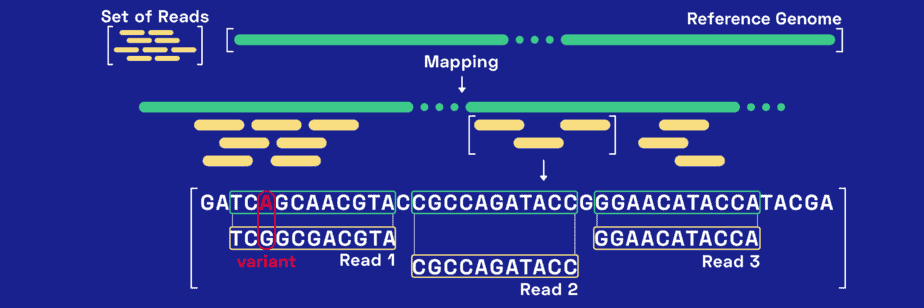 Set of Reads
Reference Genome
Mapping
GATCAGCAACGTACCGCCAGATACCGGGAACATACCATACGA
TCGGCGACGTA
GGAACATACCA
variant
Read 1
CGCCAGATACC
Read 3
Read 2